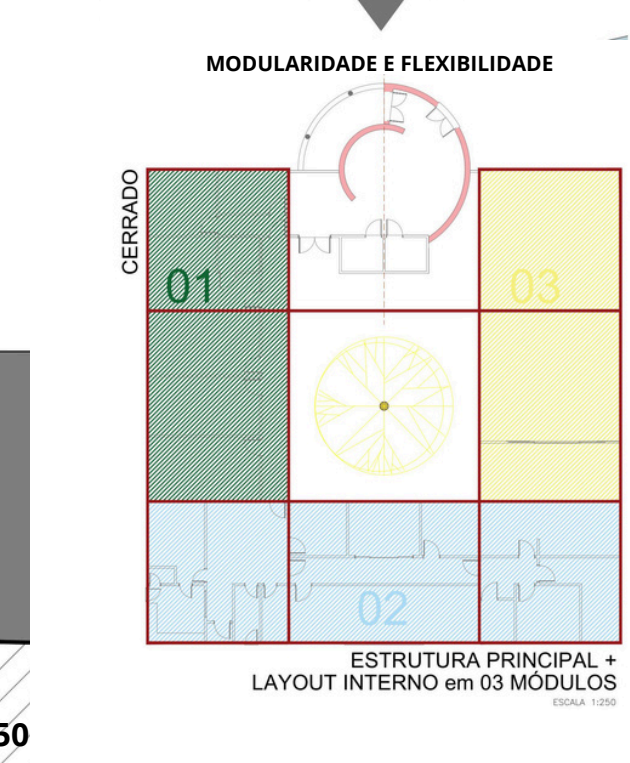 MODULARIDADE E FLEXIBILIDADE
CERRADO
01
03
02
ESTRUTURA PRINCIPAL +
LAYOUT INTERNO em 03 MÓDULOS
ESCALA 1:250
50